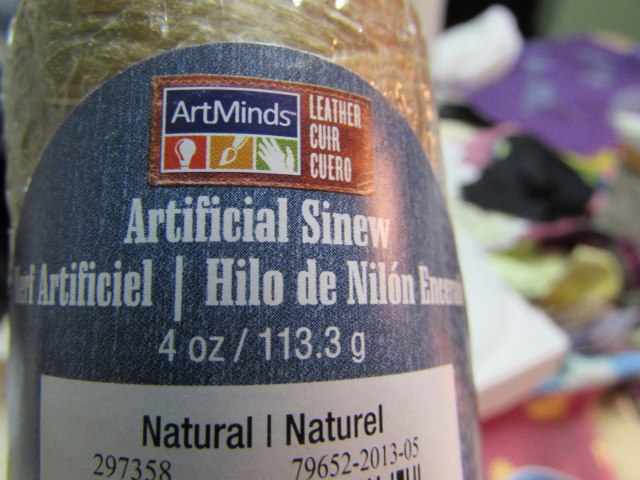 ArtMinds™
LEATHER
CUIR
CUERO
Artificial Sinew
Artificiel | Hilo de Nilón
4 oz / 113.3 g
Natural | Naturel
297358 79652-2013-05